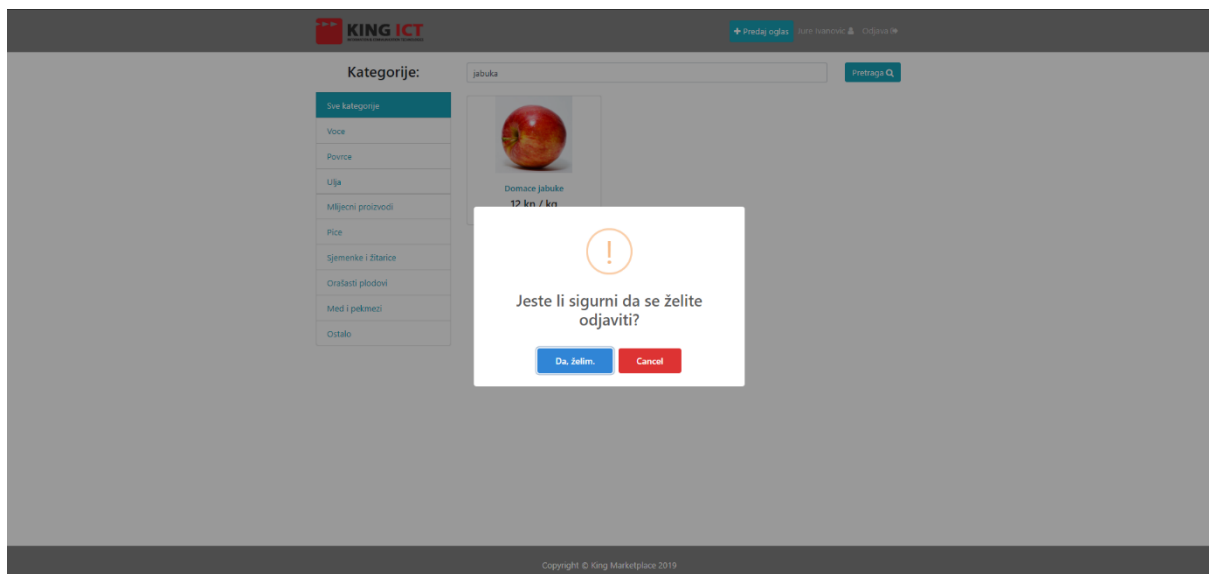 KING ICT
Predaj oglas
Jure Ivanovic
Odjava
Kategorije:
jabuka
Pretraga
Sve kategorije
Voce
Povrce
Ulja
Mlijecni proizvodi
Pice
Sjemenke i žitarice
Orašasti plodovi
Med i pekmezi
Ostalo
Domace jabuke
12 kn / kg
Jeste li sigurni da se želite
odjaviti?
Da, želim.
Cancel
Copyright © King Marketplace 2019